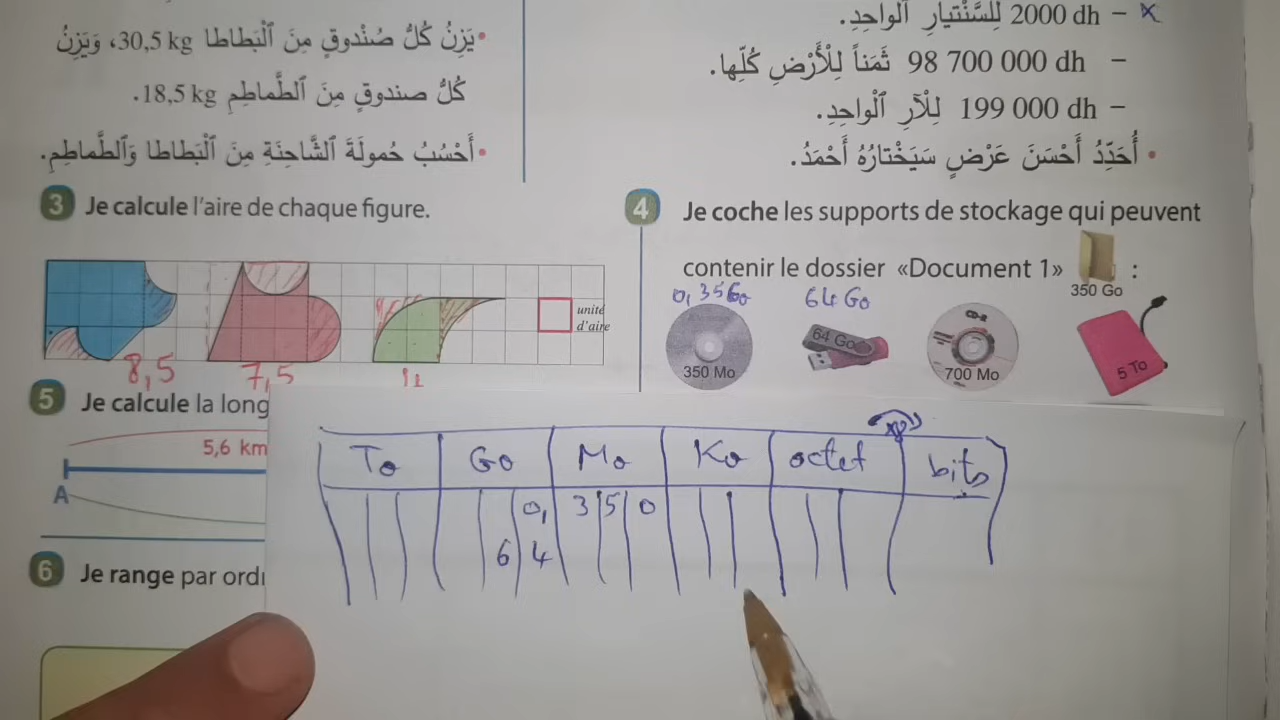 • يَزِنُ كُلُّ صُنْدوقٍ مِنَ ٱلْبَطاطا 30,5 kg، وَيَزِنُ
كُلُّ صندوقٍ مِنَ ٱلطَّماطِمِ 18,5 kg.
• أَحْسُبُ حُمولَةَ ٱلشَّاحِنَةِ مِنَ ٱلْبَطاطا وَٱلطَّماطِمِ.
x – 2000 dh لِلسَّنْتيارِ ٱلْواحِدِ.
– 98 700 000 dh ثَمَناً لِلْأَرْضِ كُلِّها.
– 199 000 dh لِلْآرِ ٱلْواحِدِ.
• أُحَدِّدُ أَحْسَنَ عَرْضٍ سَيَخْتارُهُ أَحْمَدُ.
3 Je calcule l'aire de chaque figure.
unité
d'aire
8,5 7,5
4 Je coche les supports de stockage qui peuvent
contenir le dossier «Document 1» :
350 Go
0,35Go 64 Go
350 Mo 64 Go 700 Mo 5 To
5 Je calcule la long
5,6 km
A
6 Je range par
To Go Mo Ko octet bits
0, 3 5 0
6 4